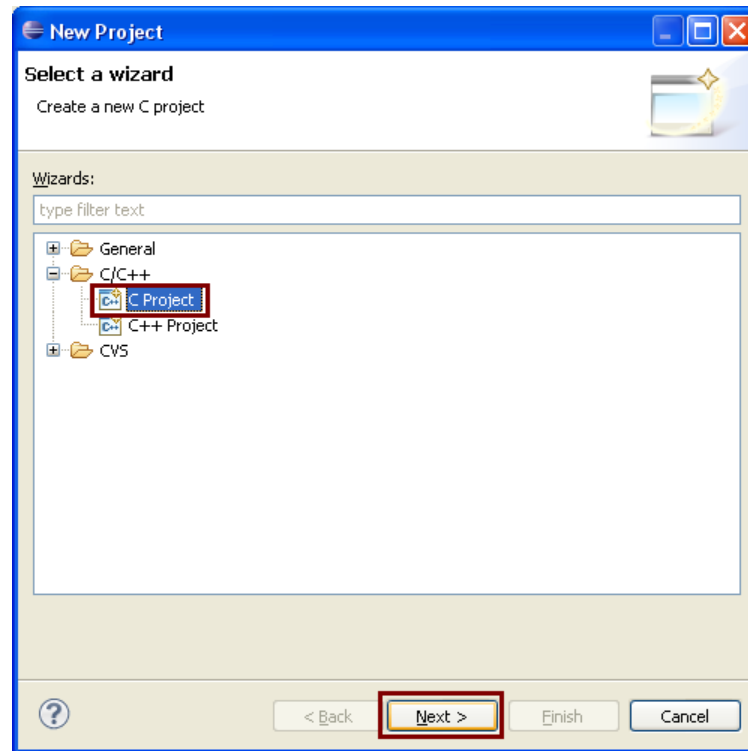 New Project
Select a wizard
Create a new C project
Wizards:
type filter text
General
C/C++
C Project
C++ Project
CVS
< Back Next > Finish Cancel